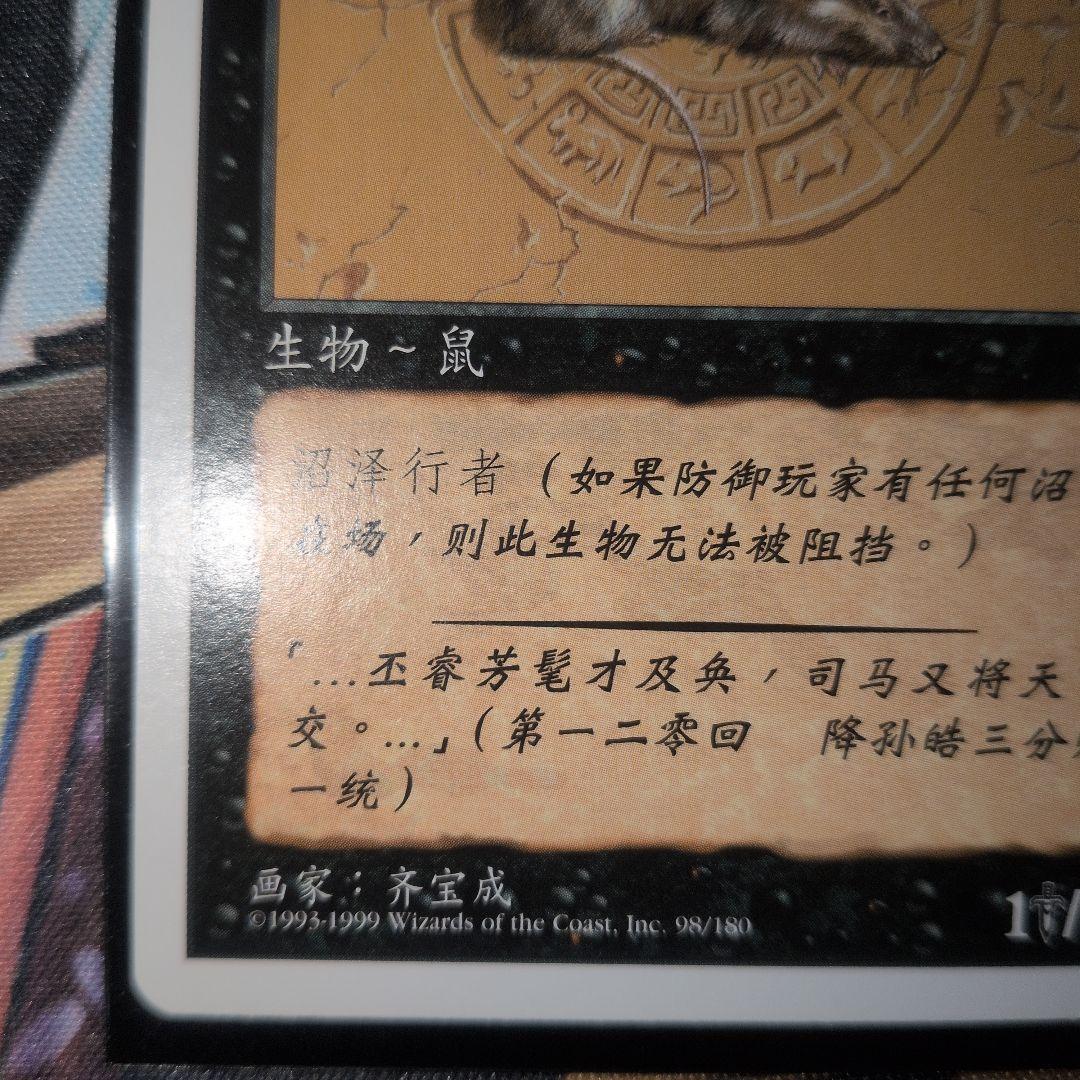 生物～鼠
沼泽行者（如果防御玩家有任何沼
场，则此生物无法被阻挡。）
「…丕睿芳髦才及奂，司马又将天
交。…」（第一二零回　降孙皓三分
一统）
画家：齐宝成
©1993-1999 Wizards of the Coast, Inc. 98/180
1/